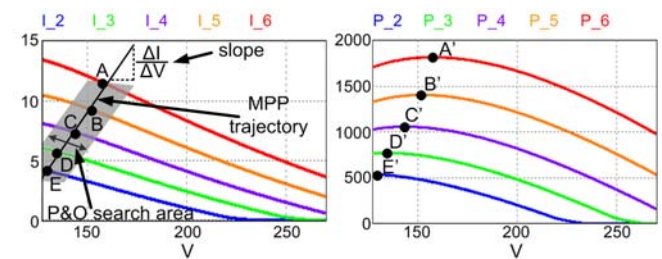 I_2 I_3 I_4 I_5 I_6
P_2 P_3 P_4 P_5 P_6
15
10
5
0
150
200
250
V
ΔI
ΔV
slope
MPP
trajectory
A
B
C
D
E
P&O search area
2000
1500
1000
500
0
150
200
250
V
A'
B'
C'
D'
E'